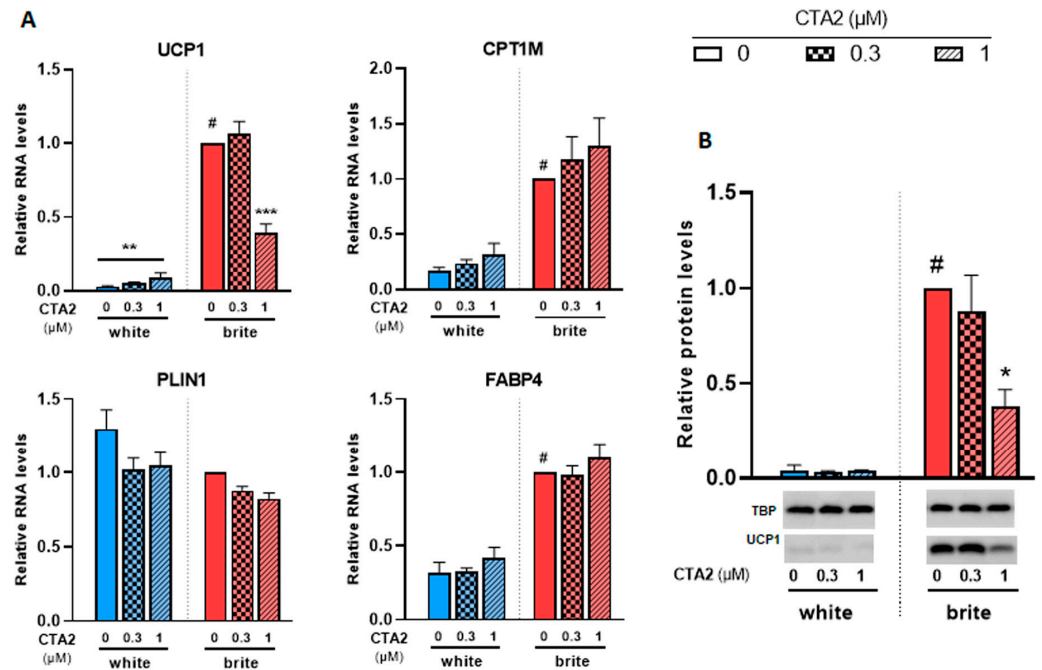 A
UCP1
Relative RNA levels
1.5
1.0
0.5
0.0
#
**
***
CTA2
(µM)
0 0.3 1 0 0.3 1
white brite
CPT1M
Relative RNA levels
2.0
1.5
1.0
0.5
0.0
#
CTA2
(µM)
0 0.3 1 0 0.3 1
white brite
PLIN1
Relative RNA levels
1.5
1.0
0.5
0.0
CTA2
(µM)
0 0.3 1 0 0.3 1
white brite
FABP4
Relative RNA levels
1.5
1.0
0.5
0.0
#
CTA2
(µM)
0 0.3 1 0 0.3 1
white brite
CTA2 (µM)
0 0.3 1
B
Relative protein levels
1.5
1.0
0.5
0.0
#
*
TBP
UCP1
CTA2 (µM) 0 0.3 1 0 0.3 1
white brite